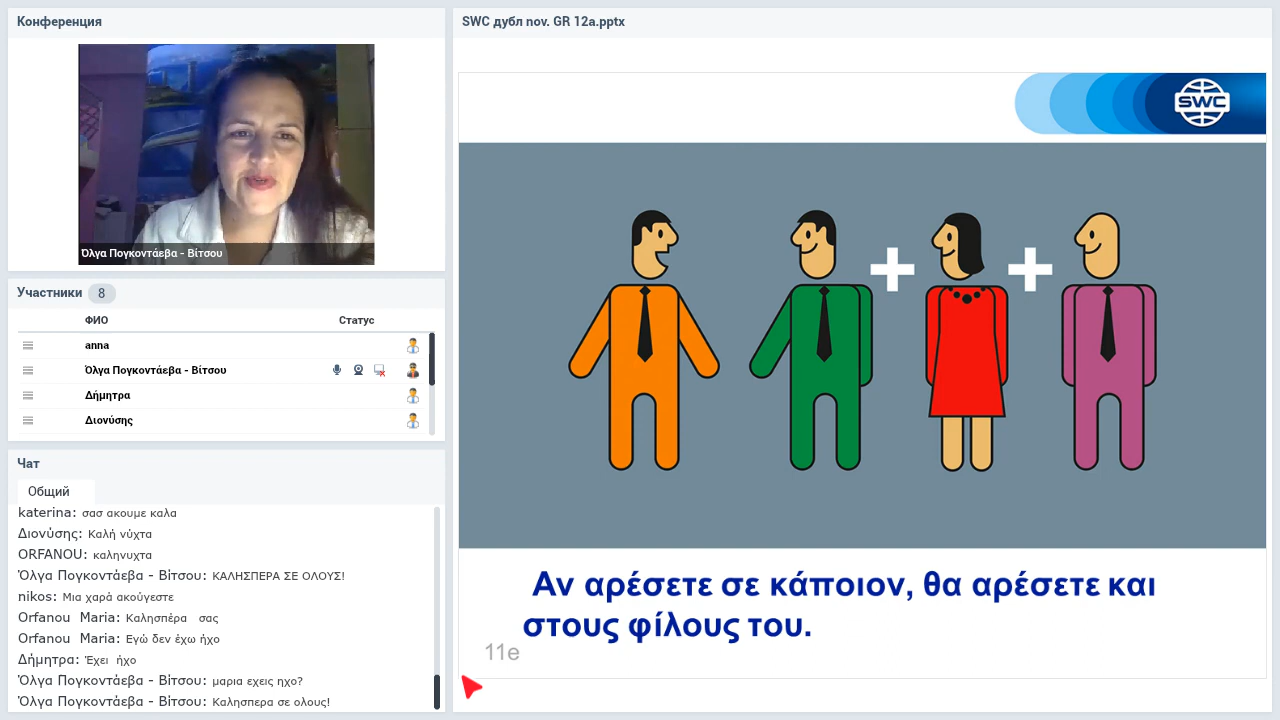 Конференция
Όλγα Πογκοντάεβα - Βίτσου
Участники 8
ФИО Статус
anna
Όλγα Πογκοντάεβα - Βίτσου
Δήμητρα
Διονύσης
Чат
Общий
katerina: σασ ακουμε καλα
Διονύσης: Καλή νύχτα
ORFANOU: καληνυχτα
Όλγα Πογκοντάεβα - Βίτσου: ΚΑΛΗΣΠΕΡΑ ΣΕ ΟΛΟΥΣ!
nikos: Μια χαρά ακούγεστε
Orfanou Maria: Καλησπέρα σας
Orfanou Maria: Εγώ δεν έχω ήχο
Δήμητρα: Έχει ήχο
Όλγα Πογκοντάεβα - Βίτσου: μαρια εχεις ηχο?
Όλγα Πογκοντάεβα - Βίτσου: Καλησπερα σε ολους!
SWC дубл nov. GR 12a.pptx
SWC
Αν αρέσετε σε κάποιον, θα αρέσετε και
στους φίλους του.
11e